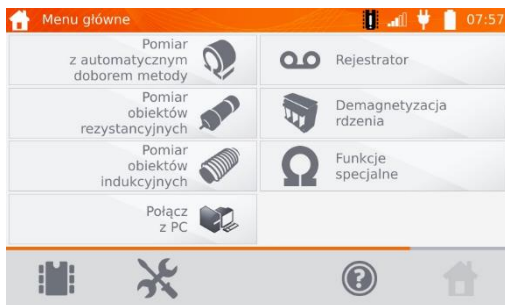 Menu główne
07:57
Pomiar
z automatycznym
doborem metody
Rejestrator
Pomiar
obiektów
rezystancyjnych
Demagnetyzacja
rdzenia
Pomiar
obiektów
indukcyjnych
Funkcje
specjalne
Połącz
z PC